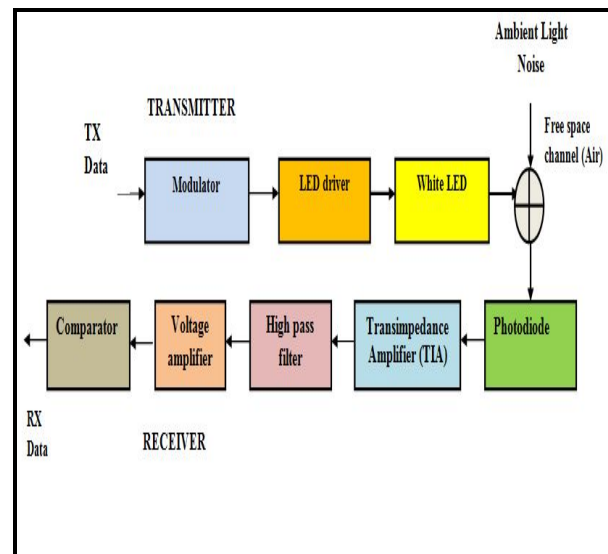 Ambient Light
Noise
TRANSMITTER
Free space
channel (Air)
TX
Data
Modulator
LED driver
White LED
Comparator
Voltage
amplifier
High pass
filter
Transimpedance
Amplifier (TIA)
Photodiode
RX
Data
RECEIVER